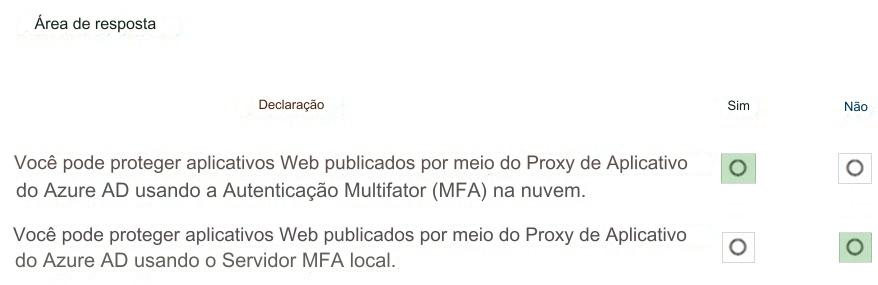 Área de resposta
Declaração Sim Não
Você pode proteger aplicativos Web publicados por meio do Proxy de Aplicativo
do Azure AD usando a Autenticação Multifator (MFA) na nuvem.
Você pode proteger aplicativos Web publicados por meio do Proxy de Aplicativo
do Azure AD usando o Servidor MFA local.